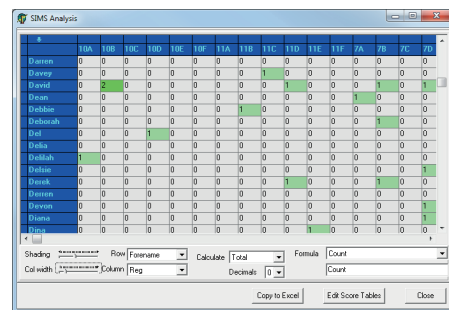 SIMS Analysis
10A 10B 10C 10D 10E 10F 11A 11B 11C 11D 11E 11F 7A 7B 7C 7D
Darren 0 0 0 0 0 0 0 0 0 0 0 0 0 0 0 0
Davey 0 0 0 0 0 0 0 0 1 0 0 0 0 0 0 0
David 0 2 0 0 0 0 0 0 0 1 0 0 0 1 0 1
Dean 0 0 0 0 0 0 0 0 0 0 0 0 1 0 0 0
Debbie 0 0 0 0 0 0 0 1 0 0 0 0 0 0 0 0
Deborah 0 0 0 0 0 0 0 0 0 0 0 0 0 1 0 0
Del 0 0 0 1 0 0 0 0 0 0 0 0 0 0 0 0
Delia 0 0 0 0 0 0 0 0 0 0 0 0 0 0 0 0
Delilah 1 0 0 0 0 0 0 0 0 0 0 0 0 0 0 0
Delsie 0 0 0 0 0 0 0 0 0 0 0 0 0 0 0 1
Derek 0 0 0 0 0 0 0 0 0 1 0 0 0 1 0 0
Derren 0 0 0 0 0 0 0 0 0 0 0 0 0 0 0 0
Devon 0 0 0 0 0 0 0 0 0 0 0 0 0 0 0 1
Diana 0 0 0 0 0 0 0 0 0 0 0 0 0 0 0 1
Dina 0 0 0 0 0 0 0 0 0 0 1 0 0 0 0 0
Shading Row Forename Calculate Total Formula Count
Col width Column Reg Decimals 0 Count
Copy to Excel Edit Score Tables Close